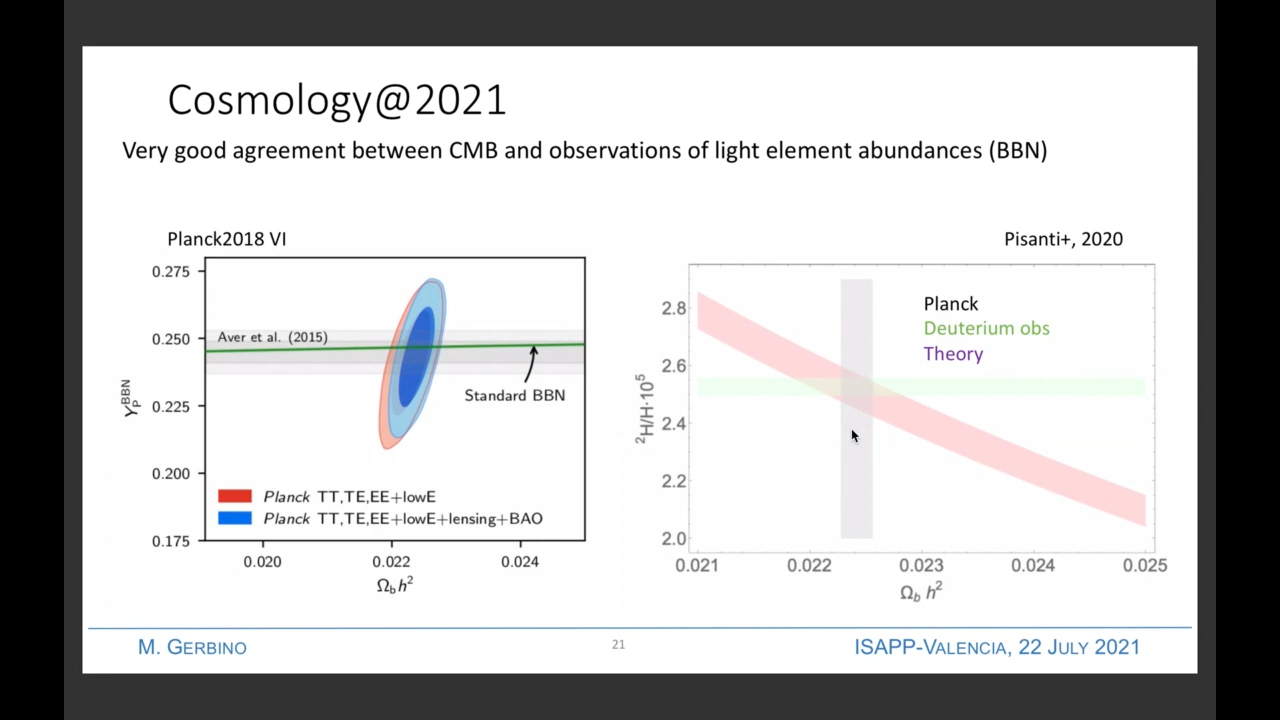 Cosmology@2021
Very good agreement between CMB and observations of light element abundances (BBN)
Planck2018 VI
0.275
0.250
0.225
0.200
0.175
Y_P^BBN
Aver et al. (2015)
Standard BBN
Planck TT,TE,EE+lowE
Planck TT,TE,EE+lowE+lensing+BAO
0.020
0.022
0.024
Ω_b h²
Pisanti+, 2020
2.8
2.6
2.4
2.2
2.0
²H/H·10⁵
Planck
Deuterium obs
Theory
0.021
0.022
0.023
0.024
0.025
Ω_b h²
M. GERBINO
21
ISAPP-VALENCIA, 22 JULY 2021